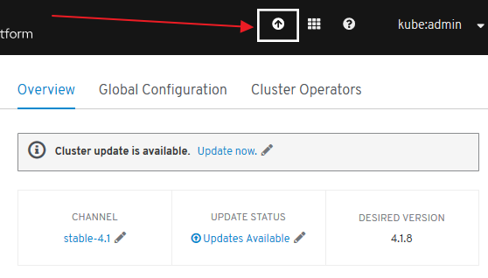 tform
kube:admin
Overview Global Configuration Cluster Operators
Cluster update is available. Update now.
CHANNEL UPDATE STATUS DESIRED VERSION
stable-4.1 Updates Available 4.1.8